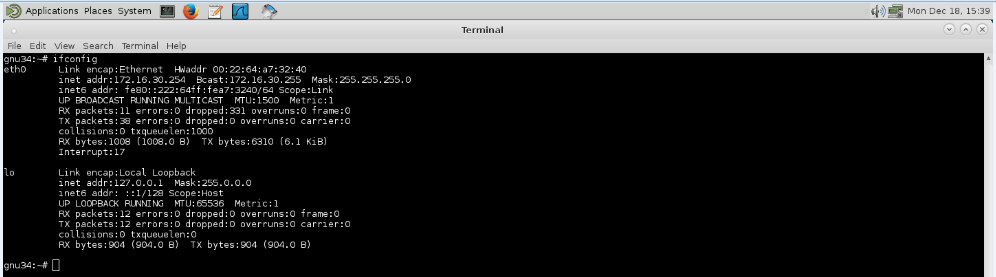 Applications Places System Mon Dec 18, 15:39
Terminal
File Edit View Search Terminal Help
gnu34:~# ifconfig
eth0 Link encap:Ethernet HWaddr 00:22:64:a7:32:40
inet addr:172.16.30.254 Bcast:172.16.30.255 Mask:255.255.255.0
inet6 addr: fe80::222:64ff:fea7:3240/64 Scope:Link
UP BROADCAST RUNNING MULTICAST MTU:1500 Metric:1
RX packets:11 errors:0 dropped:331 overruns:0 frame:0
TX packets:38 errors:0 dropped:0 overruns:0 carrier:0
collisions:0 txqueuelen:1000
RX bytes:1008 (1008.0 B) TX bytes:6310 (6.1 KiB)
Interrupt:17
lo Link encap:Local Loopback
inet addr:127.0.0.1 Mask:255.0.0.0
inet6 addr: ::1/128 Scope:Host
UP LOOPBACK RUNNING MTU:65536 Metric:1
RX packets:12 errors:0 dropped:0 overruns:0 frame:0
TX packets:12 errors:0 dropped:0 overruns:0 carrier:0
collisions:0 txqueuelen:0
RX bytes:904 (904.0 B) TX bytes:904 (904.0 B)
gnu34:~#